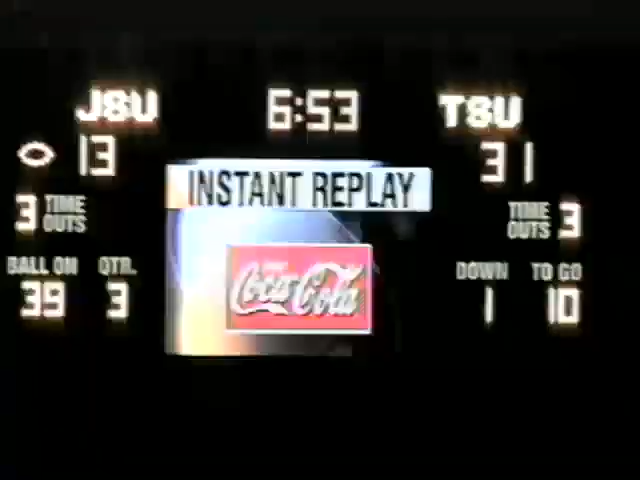 JSU 6:53 TSU
13 31
INSTANT REPLAY
3 TIME OUTS
TIME OUTS 3
BALL ON QTR.
DOWN TO GO
39 3
Coca-Cola
1 10